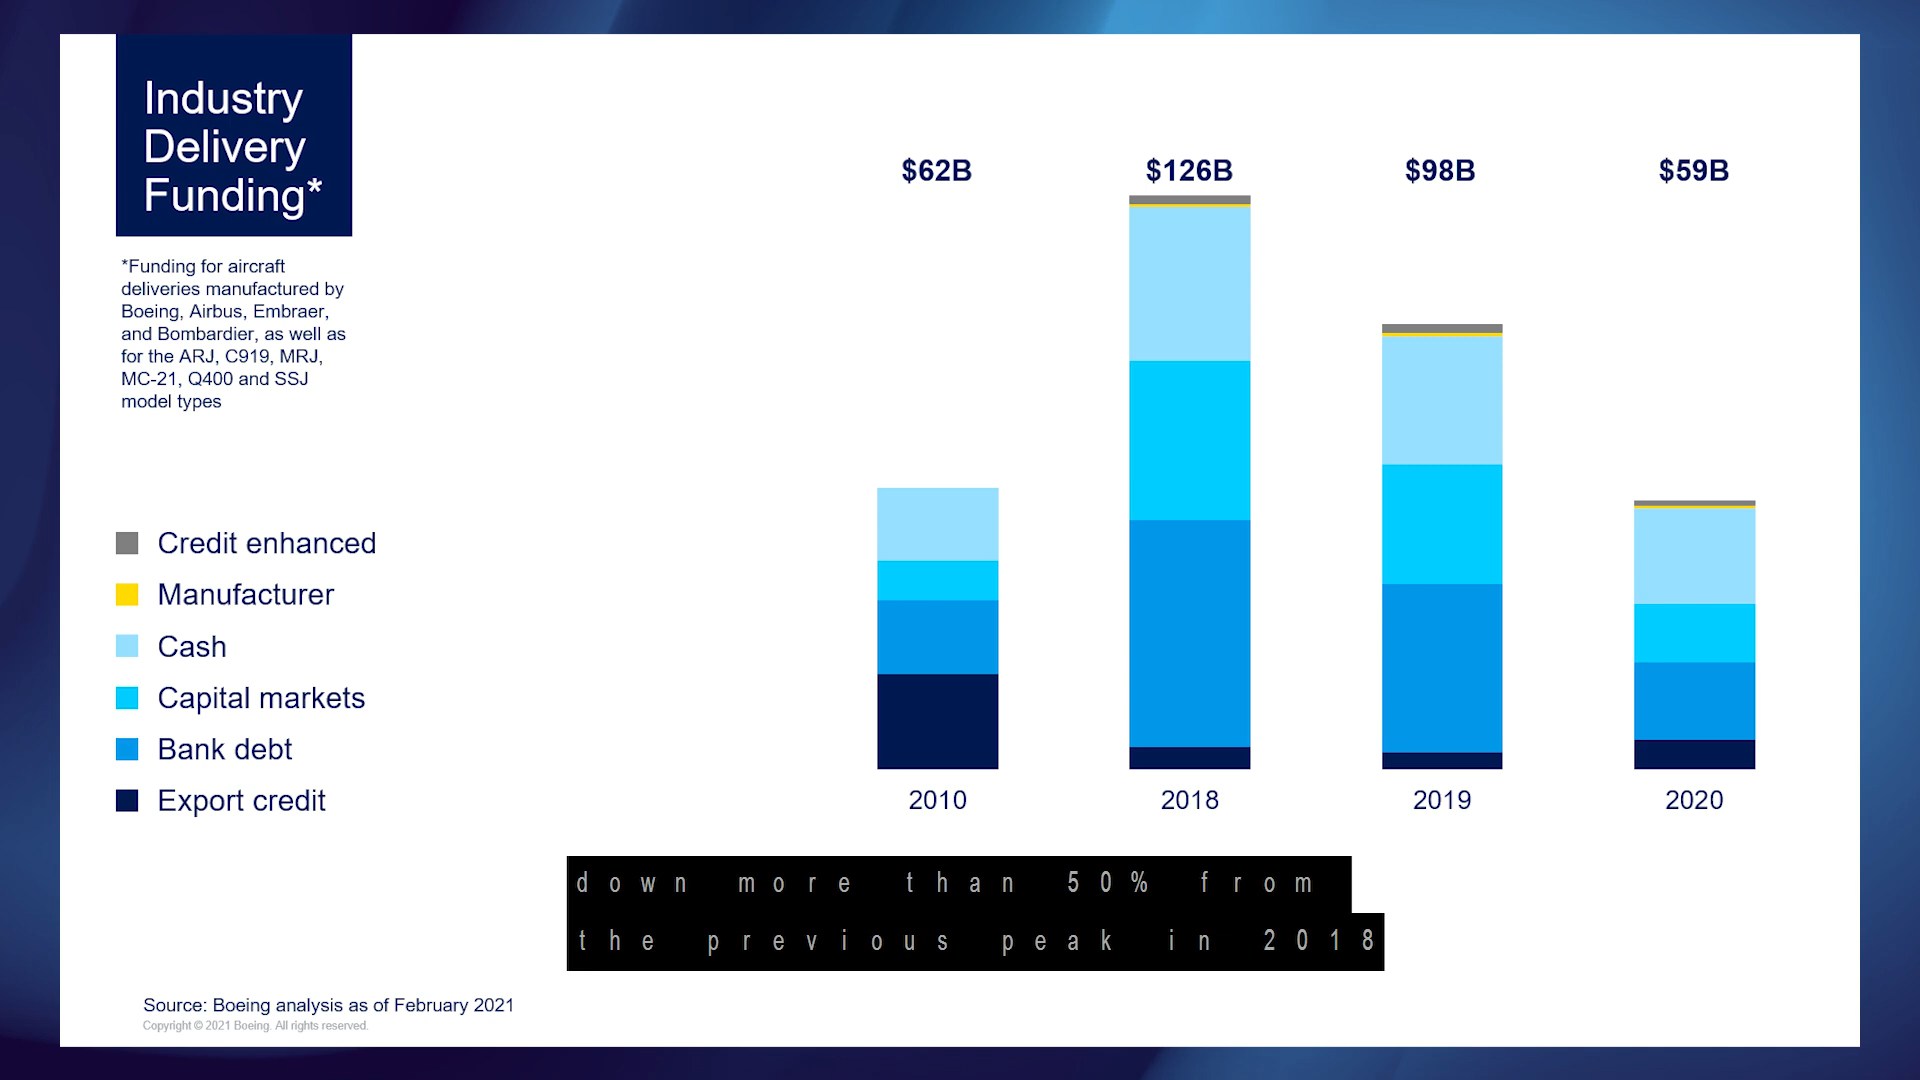 Industry
Delivery
Funding*
*Funding for aircraft
deliveries manufactured by
Boeing, Airbus, Embraer,
and Bombardier, as well as
for the ARJ, C919, MRJ,
MC-21, Q400 and SSJ
model types
Credit enhanced
Manufacturer
Cash
Capital markets
Bank debt
Export credit
$62B $126B $98B $59B
2010 2018 2019 2020
down more than 50% from
the previous peak in 2018
Source: Boeing analysis as of February 2021
Copyright © 2021 Boeing. All rights reserved.